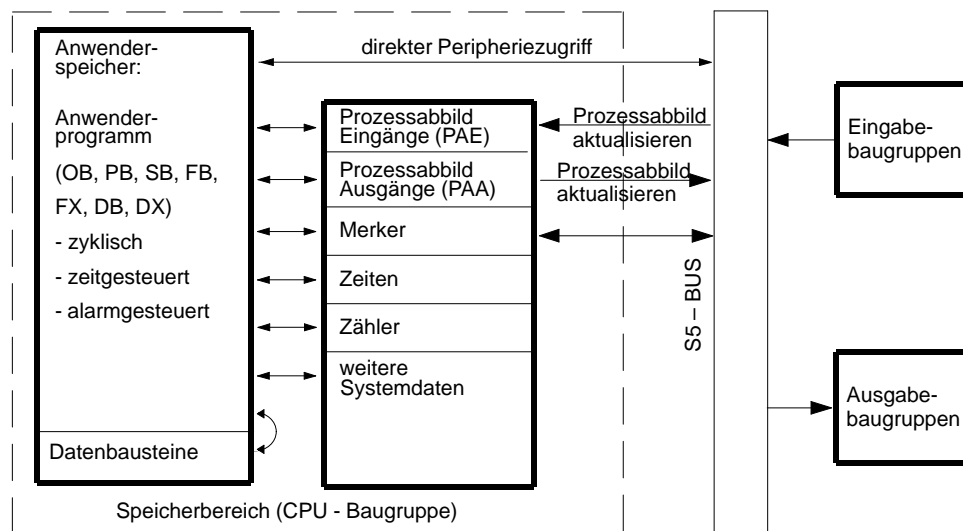 Anwender-
speicher:
Anwender-
programm
(OB, PB, SB, FB,
FX, DB, DX)
- zyklisch
- zeitgesteuert
- alarmgesteuert
Datenbausteine
direkter Peripheriezugriff
Prozessabbild
Eingänge (PAE)
Prozessabbild
Ausgänge (PAA)
Merker
Zeiten
Zähler
weitere
Systemdaten
Prozessabbild
aktualisieren
Prozessabbild
aktualisieren
S5 – BUS
Eingabe-
baugruppen
Ausgabe-
baugruppen
Speicherbereich (CPU - Baugruppe)